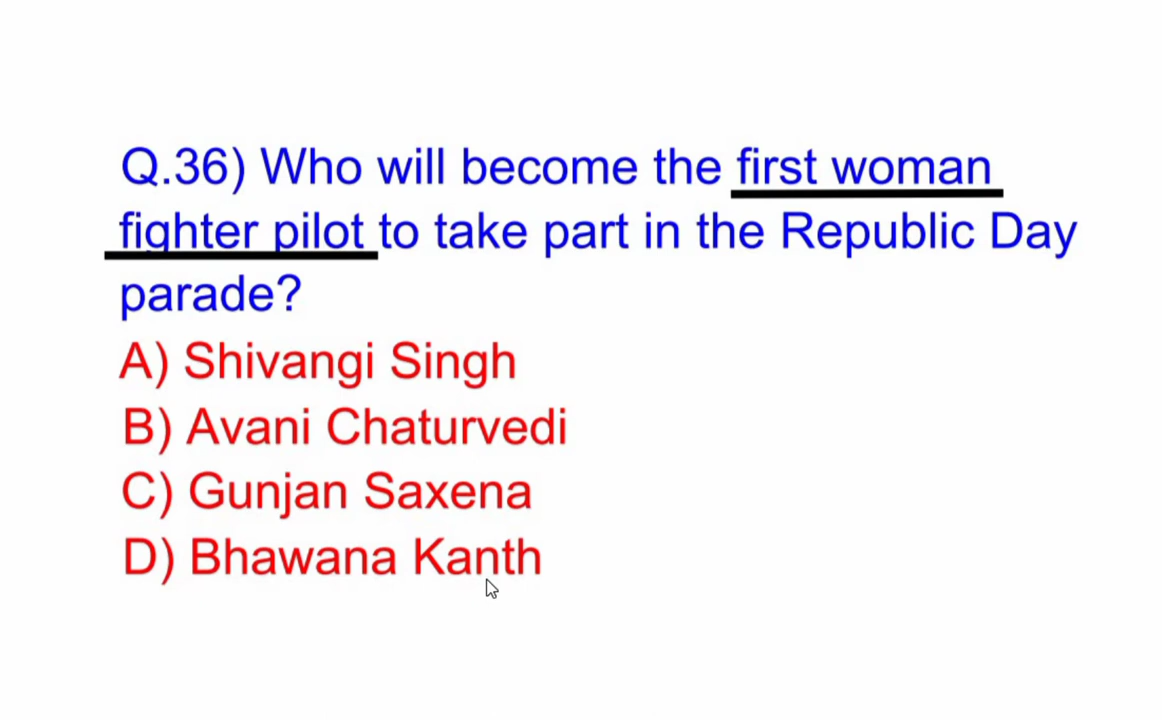 Q.36) Who will become the first woman
fighter pilot to take part in the Republic Day
parade?
A) Shivangi Singh
B) Avani Chaturvedi
C) Gunjan Saxena
D) Bhawana Kanth